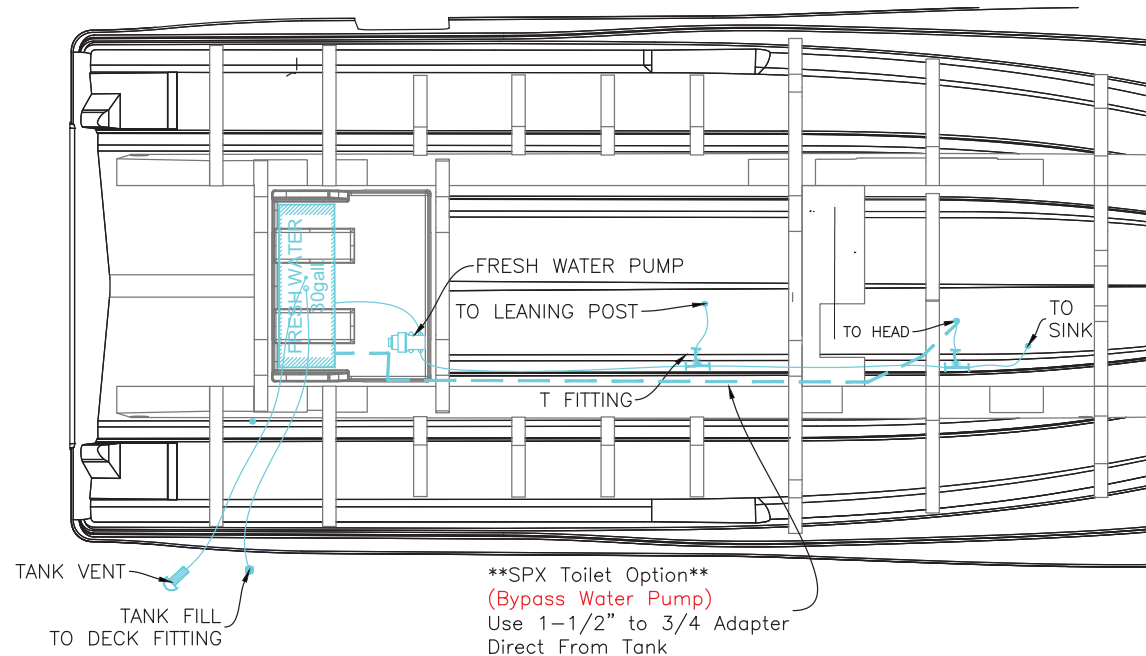 FRESH WATER
30gall
FRESH WATER PUMP
TO LEANING POST
TO HEAD
TO
SINK
T FITTING
TANK VENT
TANK FILL
TO DECK FITTING
**SPX Toilet Option**
(Bypass Water Pump)
Use 1-1/2" to 3/4 Adapter
Direct From Tank